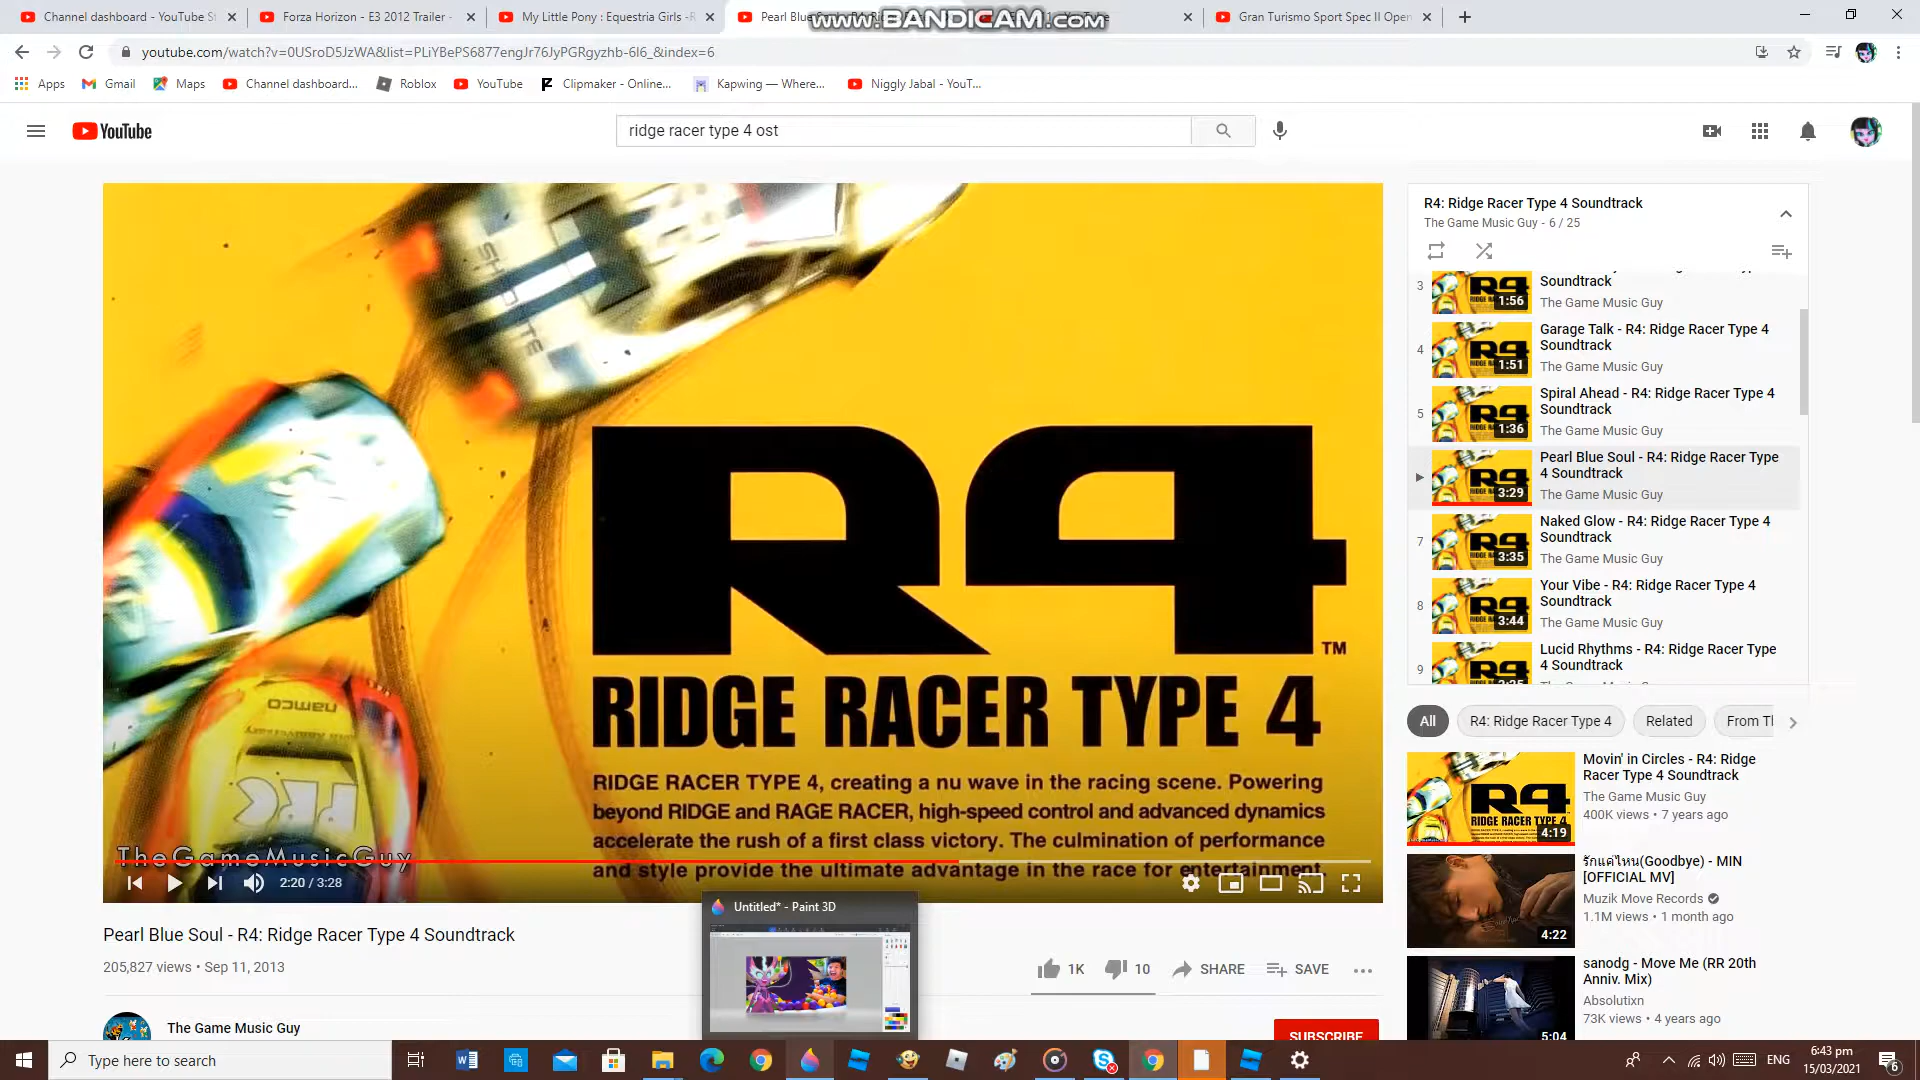 Channel dashboard - YouTube St
Forza Horizon - E3 2012 Trailer -
My Little Pony : Equestria Girls -R
Pearl Blue
Gran Turismo Sport Spec II Open
www.BANDICAM.com
youtube.com/watch?v=0USroD5JzWA&list=PLiYBePS6877engJr76JyPGRgyzhb-6l6_&index=6
Apps
Gmail
Maps
Channel dashboard...
Roblox
YouTube
Clipmaker - Online...
Kapwing — Where...
Niggly Jabal - YouT...
YouTube
ridge racer type 4 ost
R4
TM
RIDGE RACER TYPE 4
RIDGE RACER TYPE 4, creating a nu wave in the racing scene. Powering
beyond RIDGE and RAGE RACER, high-speed control and advanced dynamics
accelerate the rush of a first class victory. The culmination of performance
and style provide the ultimate advantage in the race for entertainment.
namco
TheGameMusicGuy
2:20 / 3:28
R4: Ridge Racer Type 4 Soundtrack
The Game Music Guy - 6 / 25
3
1:56
Soundtrack
The Game Music Guy
4
1:51
Garage Talk - R4: Ridge Racer Type 4
Soundtrack
The Game Music Guy
5
1:36
Spiral Ahead - R4: Ridge Racer Type 4
Soundtrack
The Game Music Guy
3:29
Pearl Blue Soul - R4: Ridge Racer Type
4 Soundtrack
The Game Music Guy
7
3:35
Naked Glow - R4: Ridge Racer Type 4
Soundtrack
The Game Music Guy
8
3:44
Your Vibe - R4: Ridge Racer Type 4
Soundtrack
The Game Music Guy
9
Lucid Rhythms - R4: Ridge Racer Type
4 Soundtrack
All
R4: Ridge Racer Type 4
Related
From Tl
4:19
Movin' in Circles - R4: Ridge
Racer Type 4 Soundtrack
The Game Music Guy
400K views • 7 years ago
4:22
รักแค่ไหน(Goodbye) - MIN
[OFFICIAL MV]
Muzik Move Records
1.1M views • 1 month ago
5:04
sanodg - Move Me (RR 20th
Anniv. Mix)
Absolutixn
73K views • 4 years ago
Untitled* - Paint 3D
Pearl Blue Soul - R4: Ridge Racer Type 4 Soundtrack
205,827 views • Sep 11, 2013
1K
10
SHARE
SAVE
The Game Music Guy
SUBSCRIBE
Type here to search
ENG
6:43 pm
15/03/2021
6